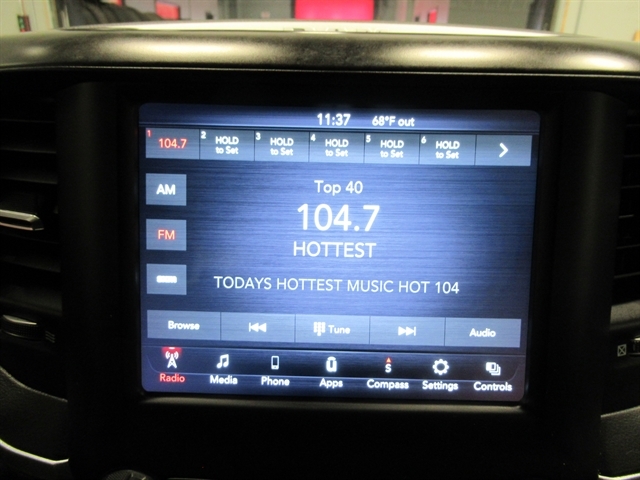 11:37 68°F out
1 104.7 2 HOLD to Set 3 HOLD to Set 4 HOLD to Set 5 HOLD to Set 6 HOLD to Set
AM
Top 40
104.7
FM
HOTTEST
TODAYS HOTTEST MUSIC HOT 104
Browse Tune Audio
S
Radio Media Phone Apps Compass Settings Controls